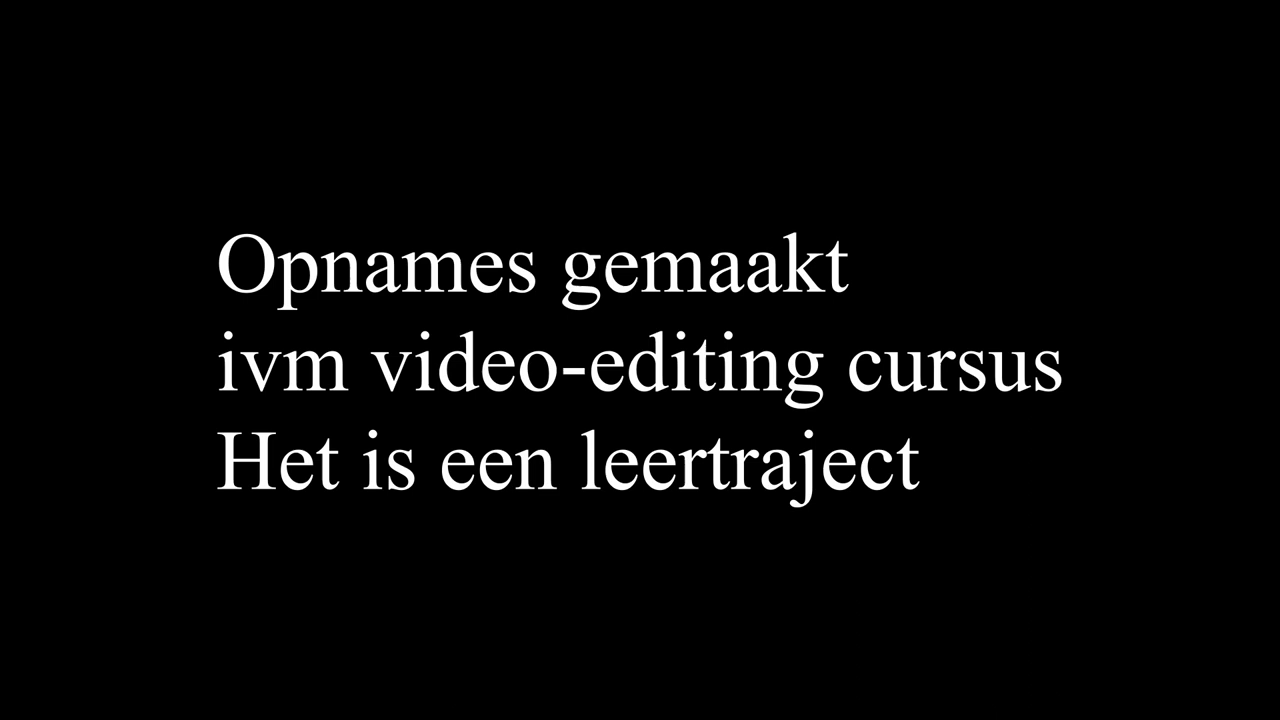 Opnames gemaakt
ivm video-editing cursus
Het is een leertraject